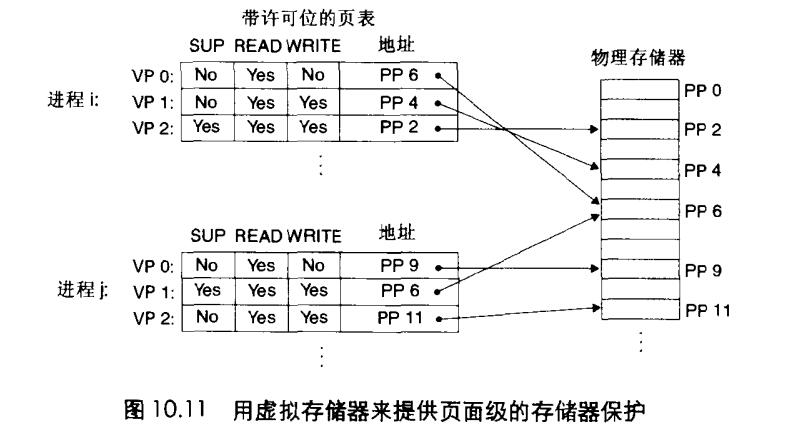 带许可位的页表
SUP READ WRITE 地址
物理存储器
进程 i:
VP 0: No Yes No PP 6
VP 1: No Yes Yes PP 4
VP 2: Yes Yes Yes PP 2
PP 0
PP 2
PP 4
PP 6
PP 9
PP 11
SUP READ WRITE 地址
进程 j:
VP 0: No Yes No PP 9
VP 1: Yes Yes Yes PP 6
VP 2: No Yes Yes PP 11
图 10.11 用虚拟存储器来提供页面级的存储器保护